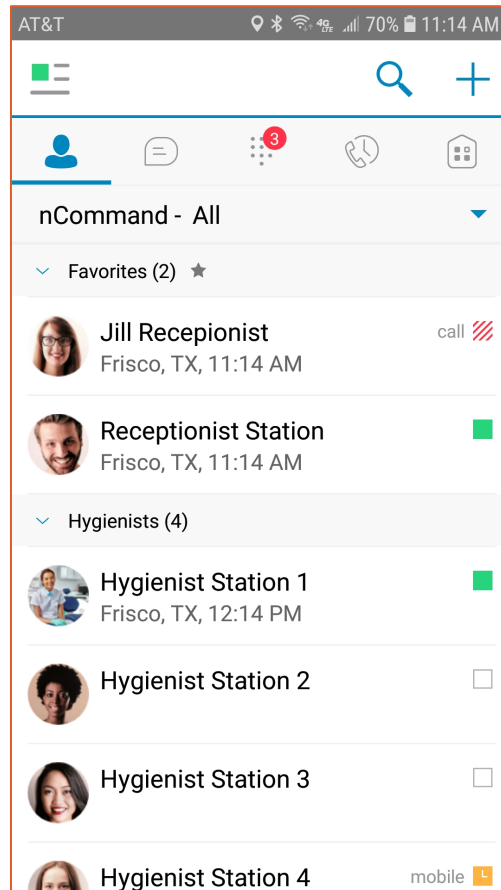 AT&T 4G LTE 70% 11:14 AM
3
nCommand - All
Favorites (2)
Jill Recepionist call
Frisco, TX, 11:14 AM
Receptionist Station
Frisco, TX, 11:14 AM
Hygienists (4)
Hygienist Station 1
Frisco, TX, 12:14 PM
Hygienist Station 2
Hygienist Station 3
Hygienist Station 4 mobile